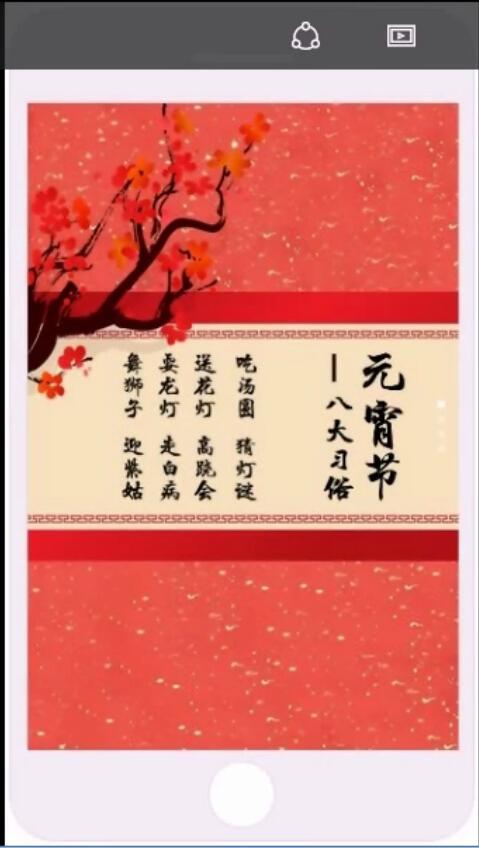 元宵节
—八大习俗
吃汤圆 猜灯谜
送花灯 高跷会
耍龙灯 走白病
舞狮子 迎紫姑